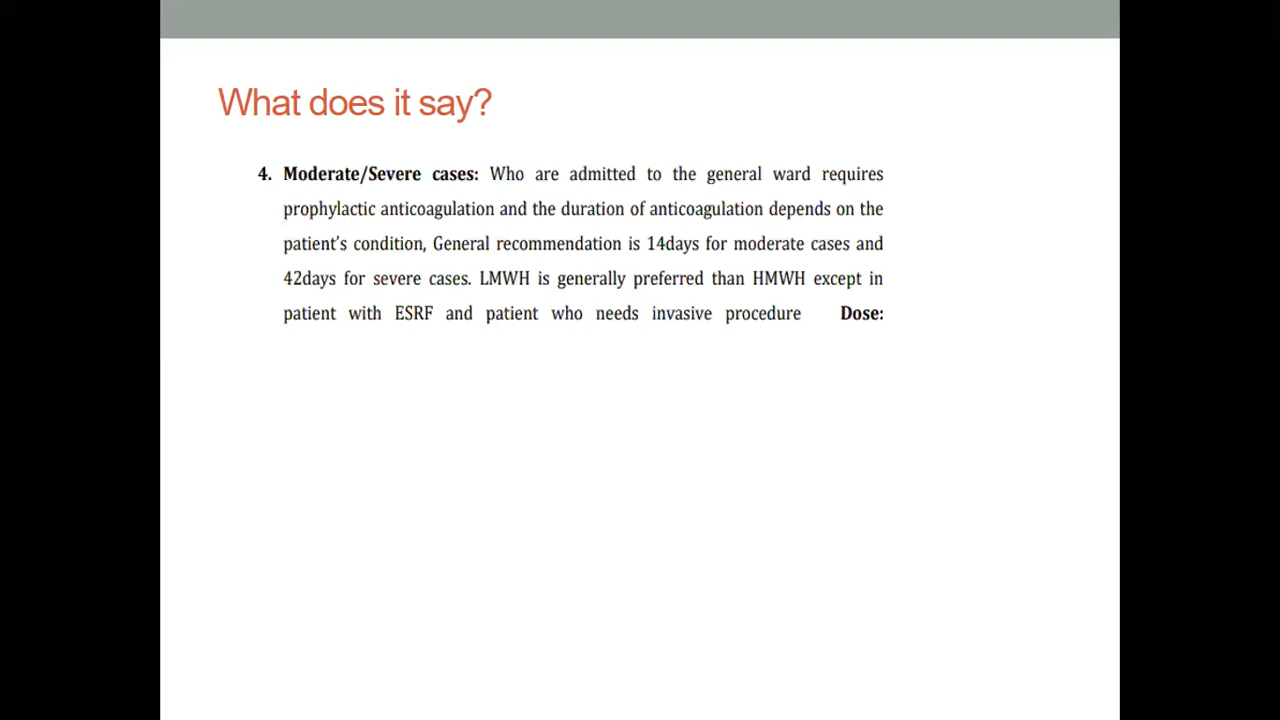 What does it say?
4. Moderate/Severe cases: Who are admitted to the general ward requires
prophylactic anticoagulation and the duration of anticoagulation depends on the
patient's condition, General recommendation is 14days for moderate cases and
42days for severe cases. LMWH is generally preferred than HMWH except in
patient with ESRF and patient who needs invasive procedure Dose: